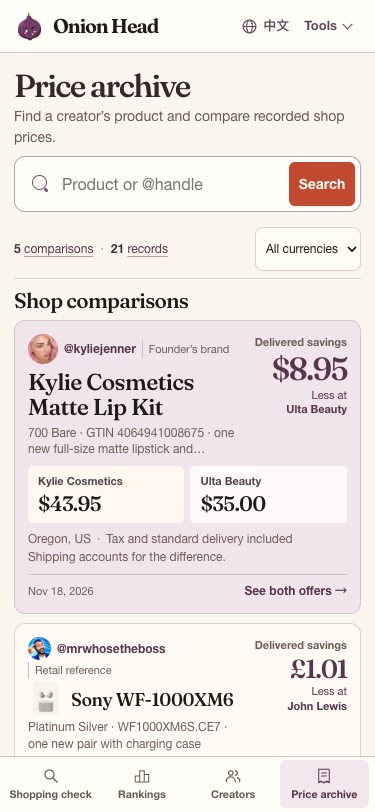 Onion Head
中文
Tools
Price archive
Find a creator's product and compare recorded shop
prices.
Product or @handle
Search
5 comparisons · 21 records
All currencies
Shop comparisons
@kyliejenner
Founder's brand
Kylie Cosmetics
Matte Lip Kit
700 Bare · GTIN 4064941008675 · one
new full-size matte lipstick and…
Delivered savings
$8.95
Less at
Ulta Beauty
Kylie Cosmetics
$43.95
Ulta Beauty
$35.00
Oregon, US · Tax and standard delivery included
Shipping accounts for the difference.
Nov 18, 2026
See both offers →
@mrwhosetheboss
Retail reference
Sony WF-1000XM6
Platinum Silver · WF1000XM6S.CE7 ·
one new pair with charging case
Delivered savings
£1.01
Less at
John Lewis
Shopping check
Rankings
Creators
Price archive